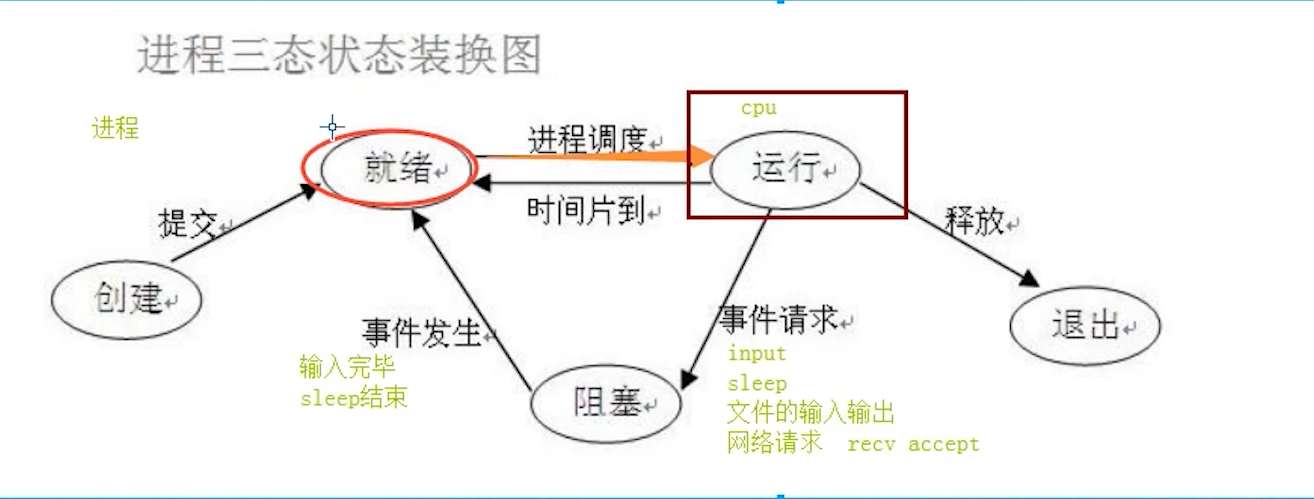 进程三态状态装换图
cpu
进程
进程调度
就绪
运行
时间片到
提交
释放
创建
事件发生
事件请求
退出
输入完毕
sleep结束
input
sleep
阻塞
文件的输入输出
网络请求 recv accept